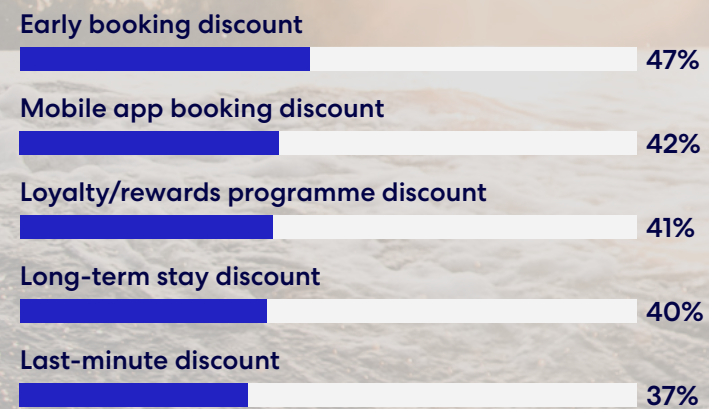 Early booking discount
47%
Mobile app booking discount
42%
Loyalty/rewards programme discount
41%
Long-term stay discount
40%
Last-minute discount
37%